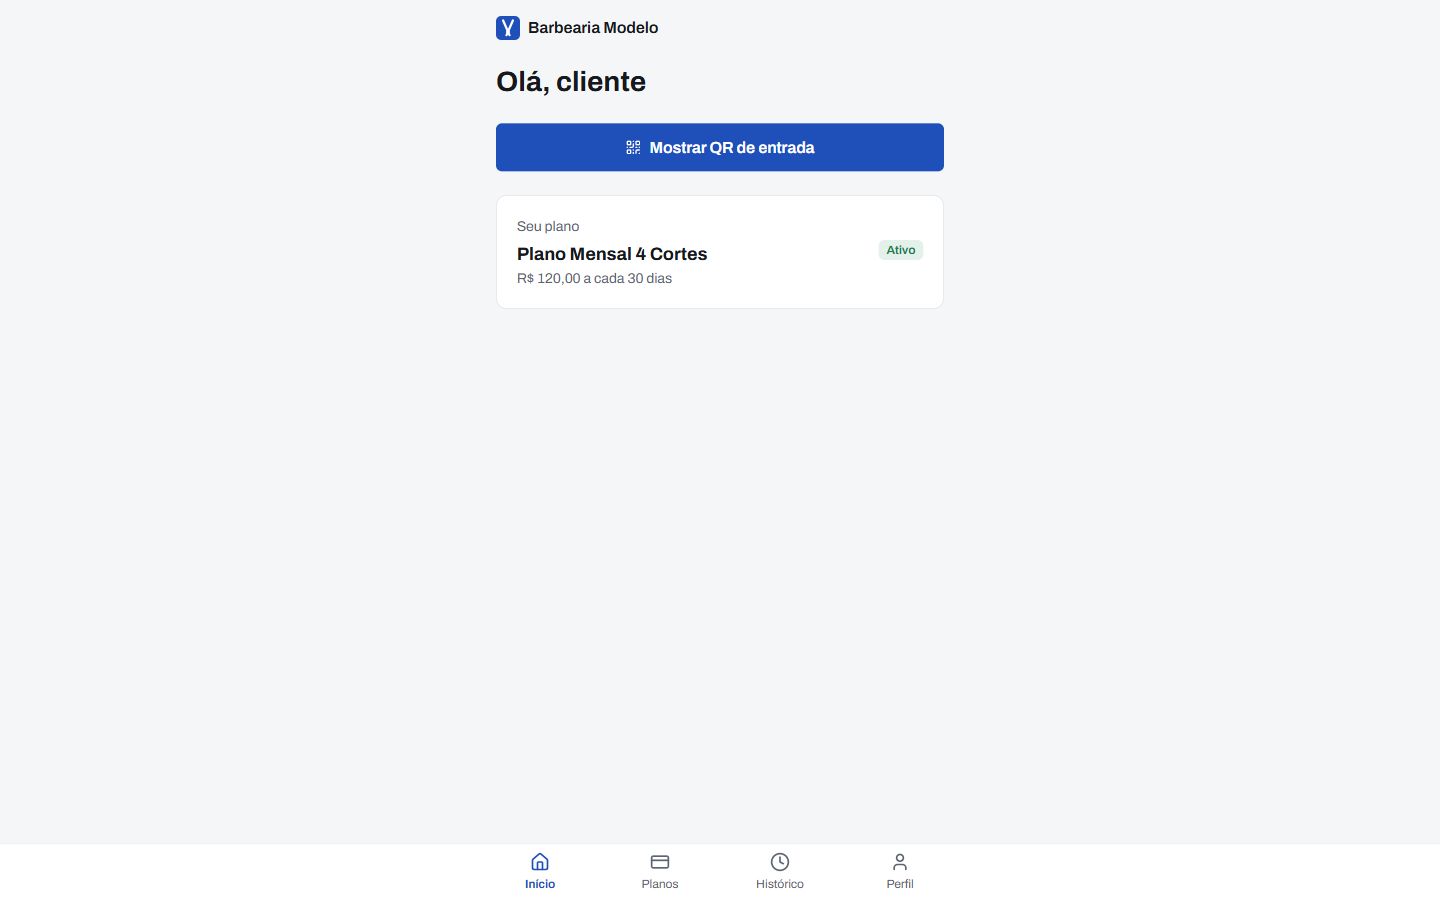 Barbearia Modelo
Olá, cliente
Mostrar QR de entrada
Seu plano
Plano Mensal 4 Cortes
Ativo
R$ 120,00 a cada 30 dias
Início
Planos
Histórico
Perfil